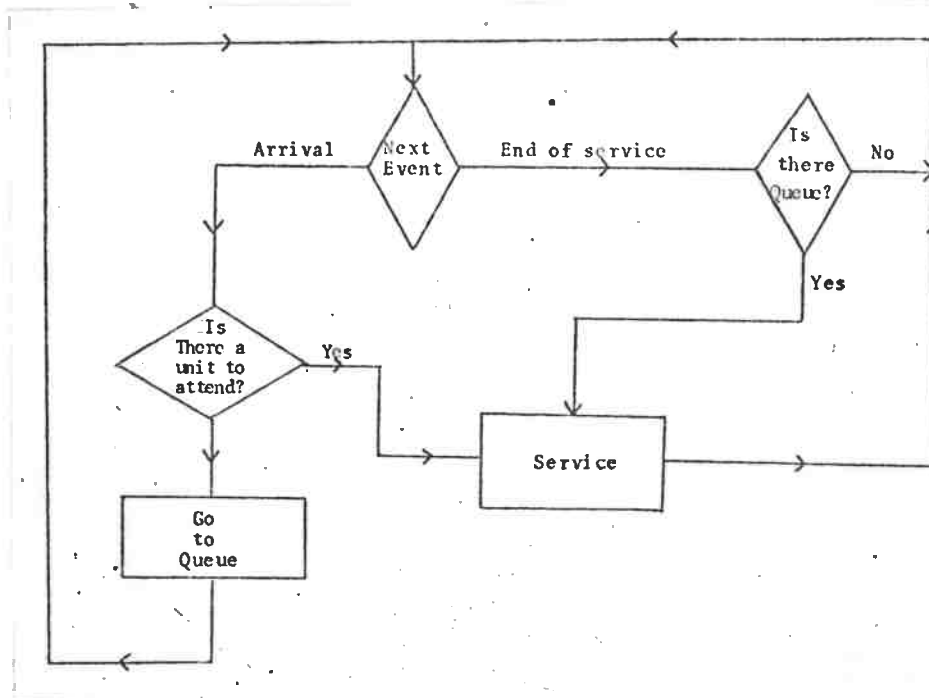 Next
Event
Arrival
End of service
Is
there
Queue?
No
Yes
Is
There a
unit to
attend?
Yes
Service
Go
to
Queue